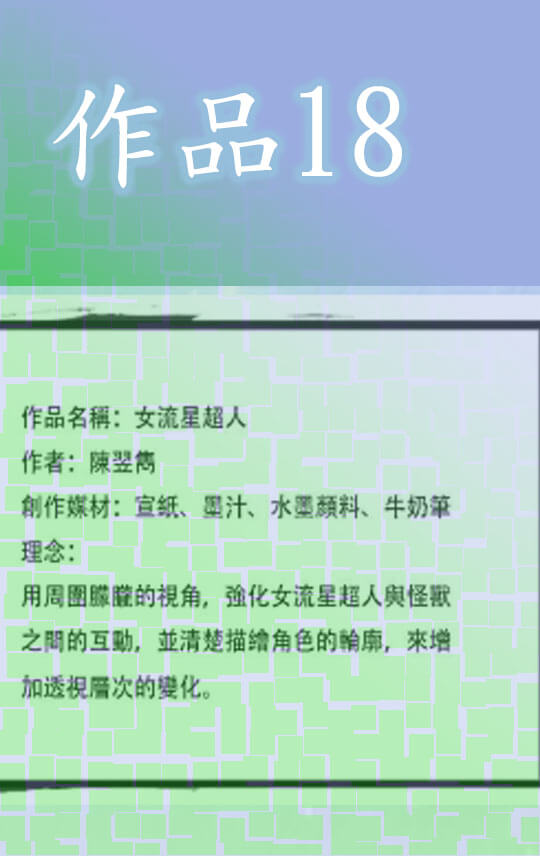 作品18
作品名稱：女流星超人
作者：陳翌雋
創作媒材：宣紙、墨汁、水墨顏料、牛奶筆
理念：
用周圍朦朧的視角，強化女流星超人與怪獸
之間的互動，並清楚描繪角色的輪廓，來增
加透視層次的變化。